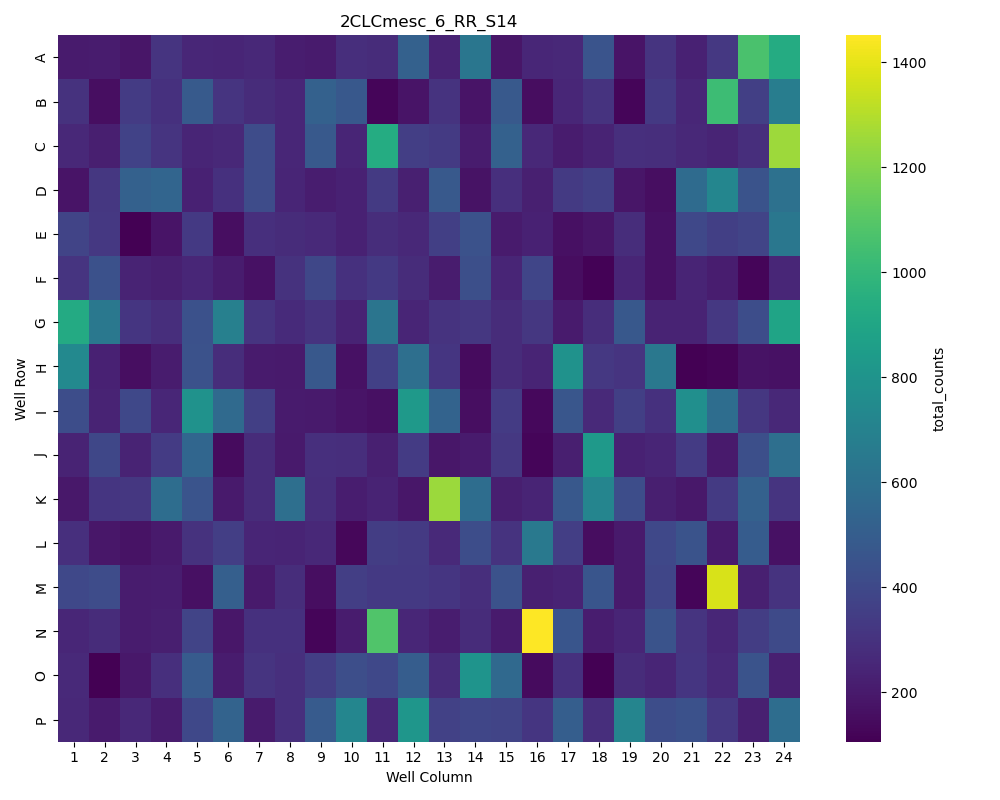 2CLCmesc_6_RR_S14
Well Row
A
B
C
D
E
F
G
H
I
J
K
L
M
N
O
P
1 2 3 4 5 6 7 8 9 10 11 12 13 14 15 16 17 18 19 20 21 22 23 24
Well Column
1400
1200
1000
800
600
400
200
total_counts